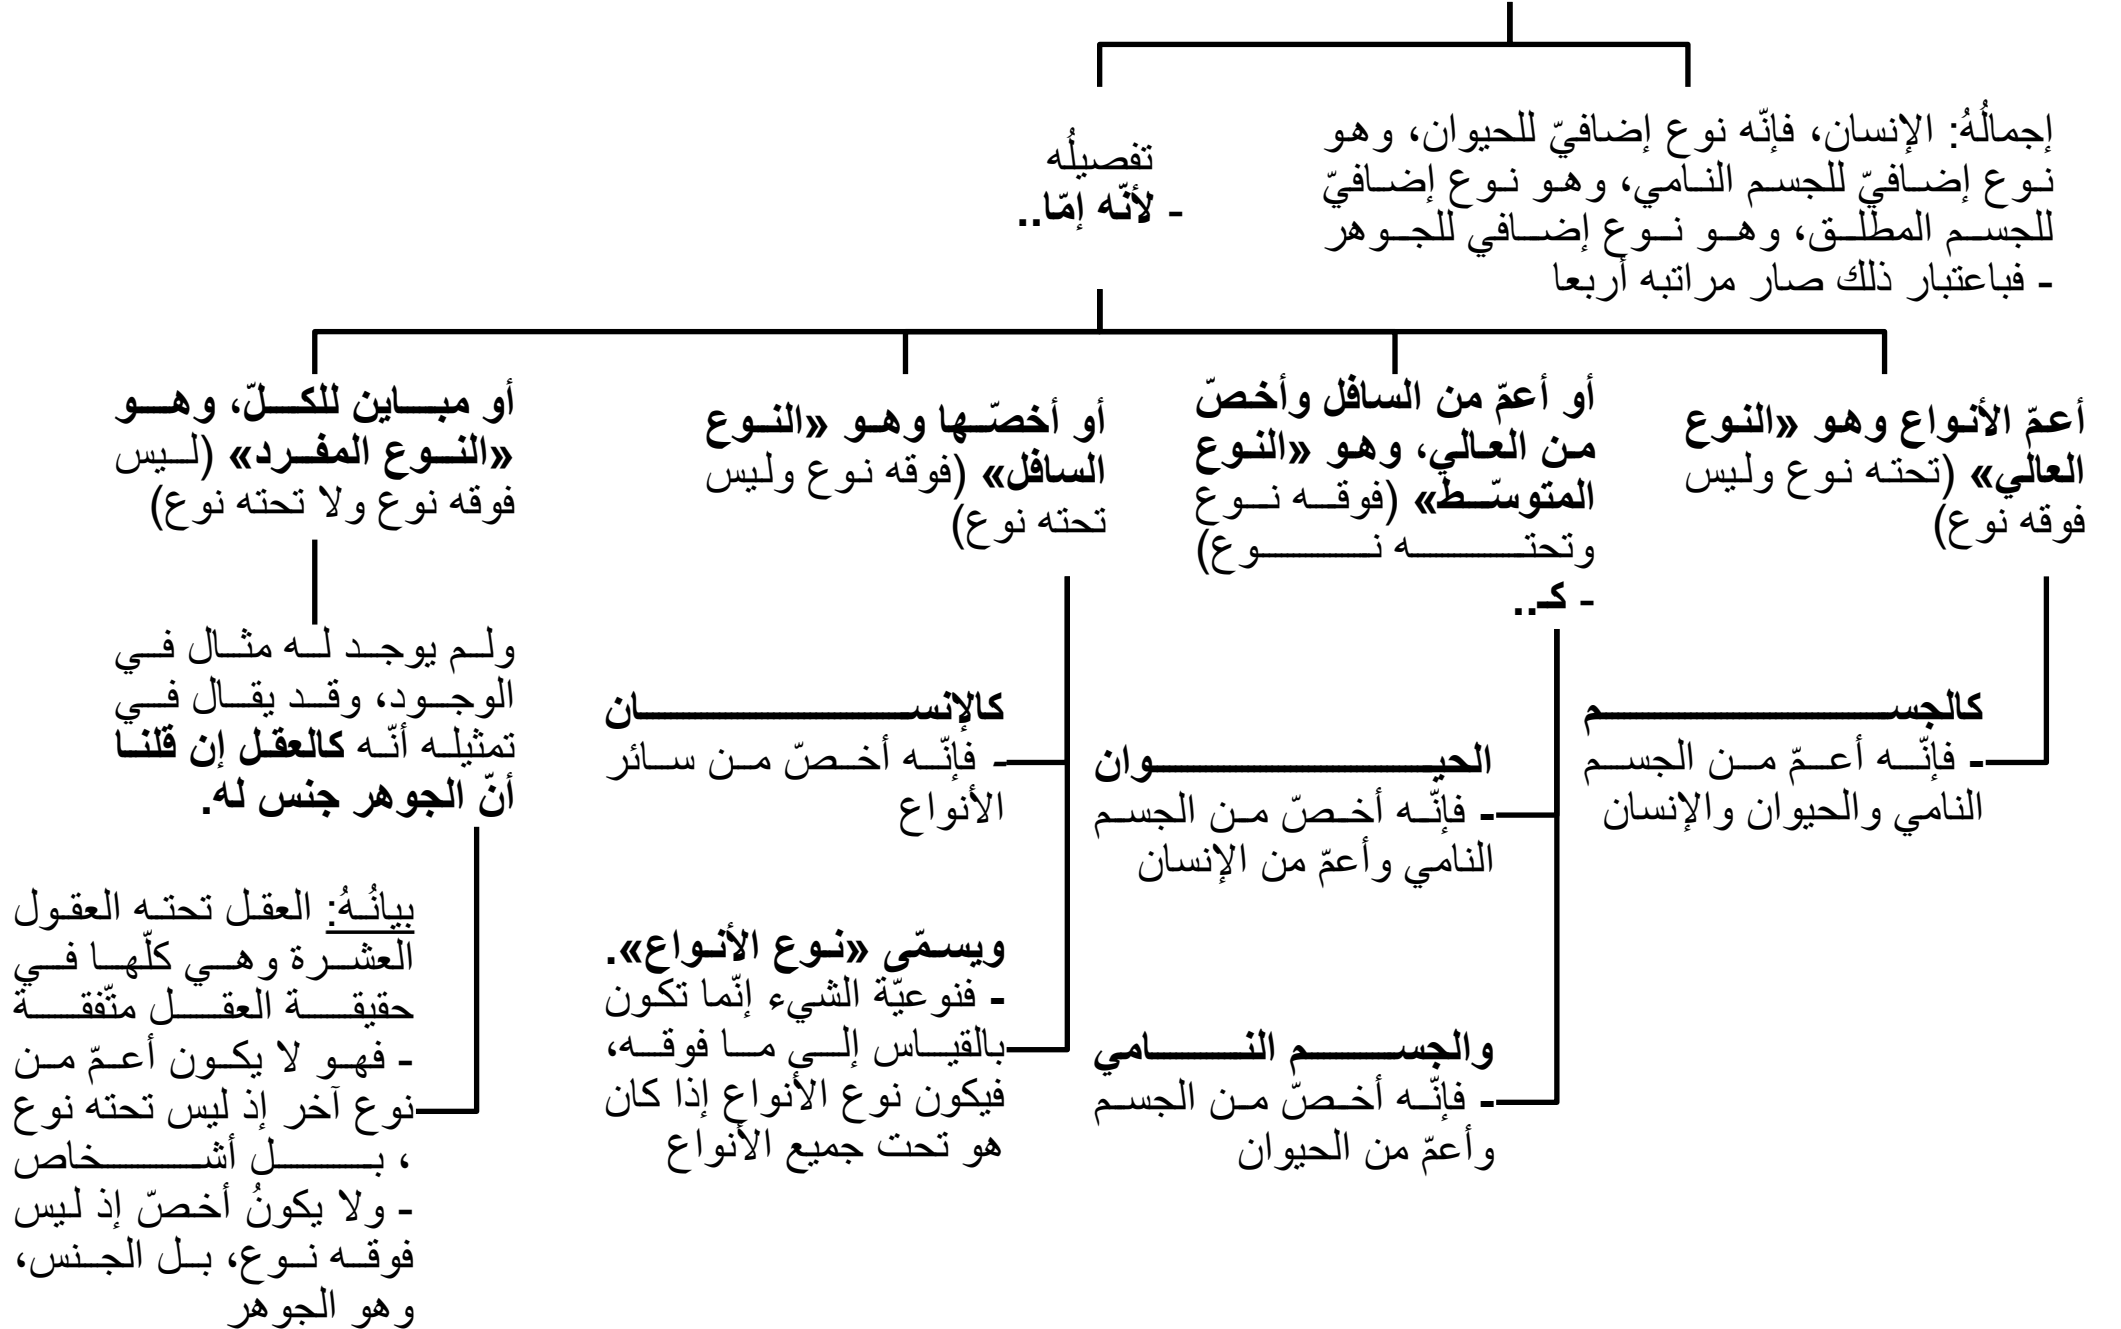 إجمالُهُ: الإنسان، فإنّه نوع إضافيّ للحيوان، وهو
نوع إضافيّ للجسم النامي، وهو نوع إضافيّ
للجسم المطلق، وهو نوع إضافي للجوهر
- فباعتبار ذلك صار مراتبه أربعا
تفصيلُه
- لأنّه إمّا..
أعمّ الأنواع وهو «النوع
العالي» (تحته نوع وليس
فوقه نوع)
كالجسم
- فإنّه أعمّ من الجسم
النامي والحيوان والإنسان
أو أعمّ من السافل وأخصّ
من العالي، وهو «النوع
المتوسّط» (فوقه نوع
وتحته نوع)
- كـ..
الحيوان
- فإنّه أخصّ من الجسم
النامي وأعمّ من الإنسان
والجسم النامي
- فإنّه أخصّ من الجسم
وأعمّ من الحيوان
أو أخصّها وهو «النوع
السافل» (فوقه نوع وليس
تحته نوع)
كالإنسان
- فإنّه أخصّ من سائر
الأنواع
ويسمّى «نوع الأنواع».
- فنوعيّة الشيء إنّما تكون
بالقياس إلى ما فوقه،
فيكون نوع الأنواع إذا كان
هو تحت جميع الأنواع
أو مباين للكلّ، وهو
«النوع المفرد» (ليس
فوقه نوع ولا تحته نوع)
ولم يوجد له مثال في
الوجود، وقد يقال في
تمثيله أنّه كالعقل إن قلنا
أنّ الجوهر جنس له.
بيانُهُ: العقل تحته العقول
العشرة وهي كلّها في
حقيقة العقل متّفقة
- فهو لا يكون أعمّ من
نوع آخر إذ ليس تحته نوع
، بل أشخاص
- ولا يكونُ أخصّ إذ ليس
فوقه نوع، بل الجنس،
وهو الجوهر